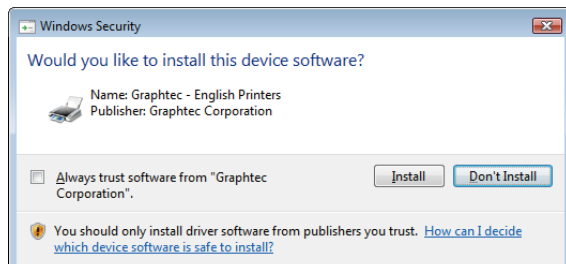 Windows Security
Would you like to install this device software?
Name: Graphtec - English Printers
Publisher: Graphtec Corporation
Always trust software from "Graphtec
Corporation".
Install
Don't Install
You should only install driver software from publishers you trust. How can I decide
which device software is safe to install?